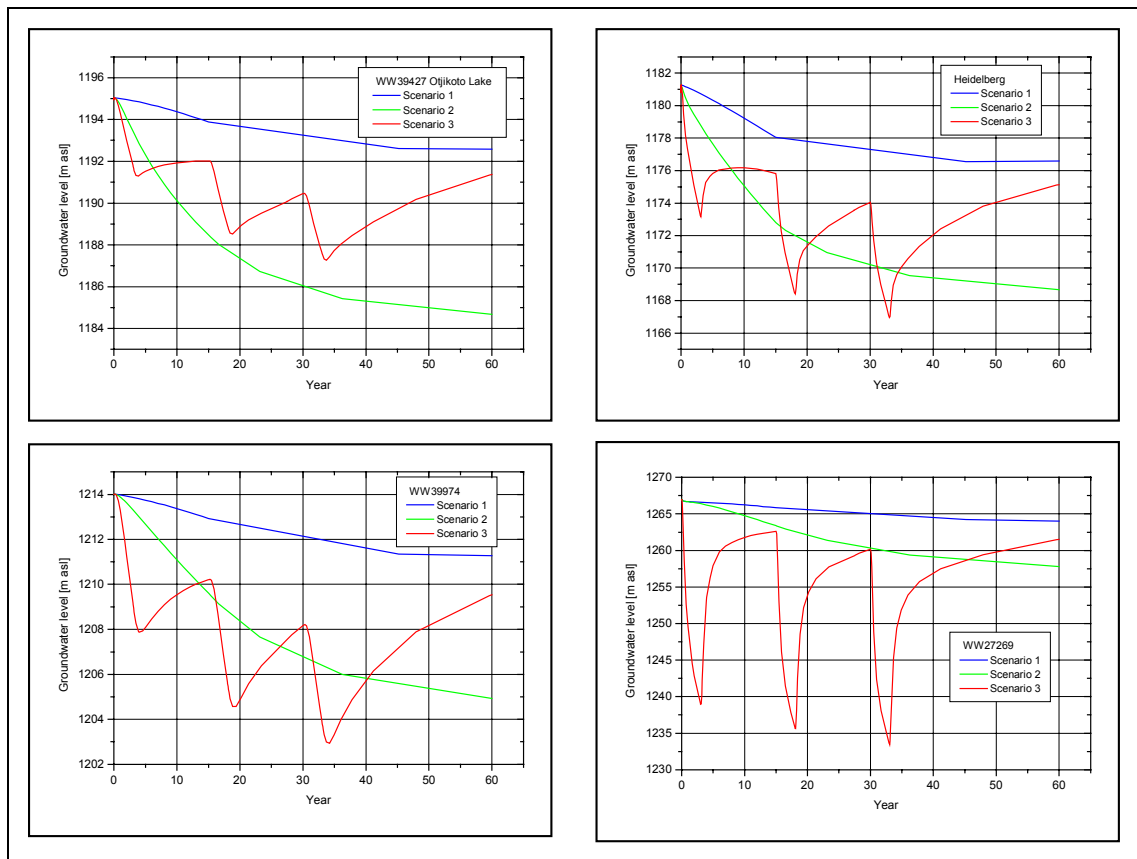 WW39427 Otjikoto Lake
Scenario 1
Scenario 2
Scenario 3
Groundwater level [m asl]
1196
1194
1192
1190
1188
1186
1184
0 10 20 30 40 50 60
Year
Heidelberg
Scenario 1
Scenario 2
Scenario 3
Groundwater level [m asl]
1182
1180
1178
1176
1174
1172
1170
1168
1166
0 10 20 30 40 50 60
Year
WW39974
Scenario 1
Scenario 2
Scenario 3
Groundwater level [m asl]
1214
1212
1210
1208
1206
1204
1202
0 10 20 30 40 50 60
Year
WW27269
Scenario 1
Scenario 2
Scenario 3
Groundwater level [m asl]
1270
1265
1260
1255
1250
1245
1240
1235
1230
0 10 20 30 40 50 60
Year